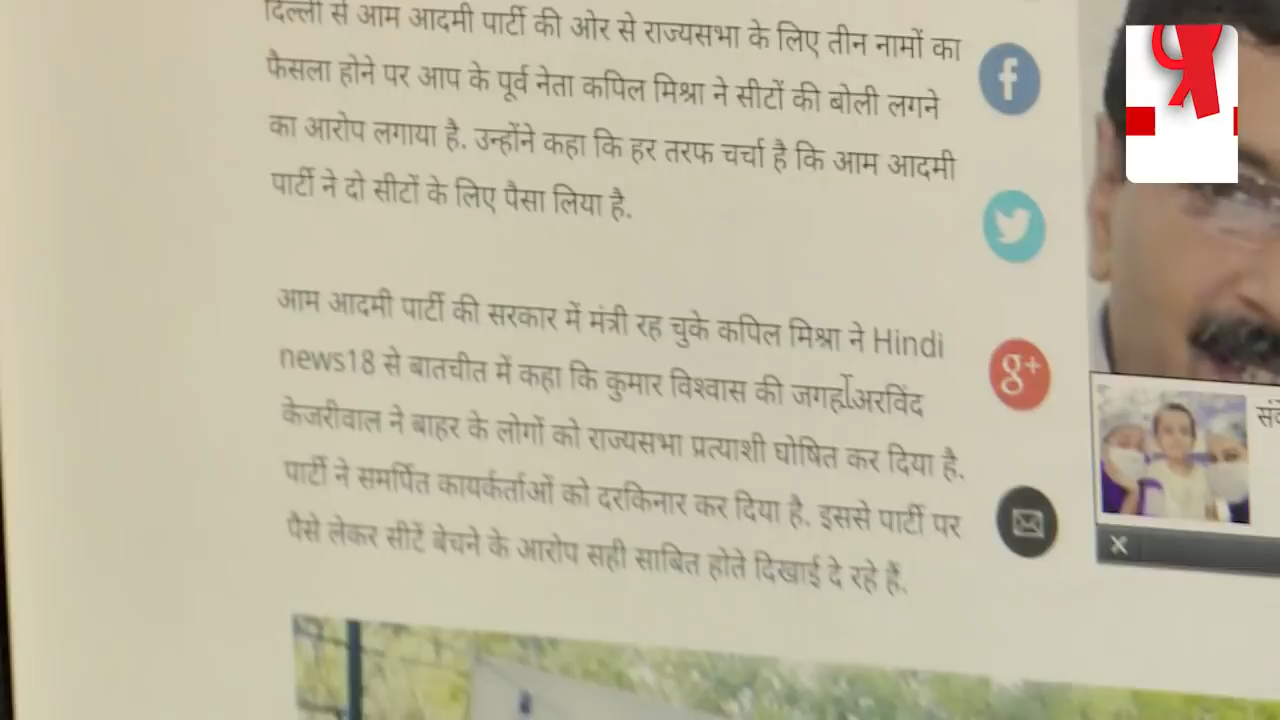 दिल्ली से आम आदमी पार्टी की ओर से राज्यसभा के लिए तीन नामों का
फैसला होने पर आप के पूर्व नेता कपिल मिश्रा ने सीटों की बोली लगने
का आरोप लगाया है. उन्होंने कहा कि हर तरफ चर्चा है कि आम आदमी
पार्टी ने दो सीटों के लिए पैसा लिया है.
आम आदमी पार्टी की सरकार में मंत्री रह चुके कपिल मिश्रा ने Hindi
news18 से बातचीत में कहा कि कुमार विश्वास की जगह अरविंद
केजरीवाल ने बाहर के लोगों को राज्यसभा प्रत्याशी घोषित कर दिया है.
पार्टी ने समर्पित कार्यकर्ताओं को दरकिनार कर दिया है. इससे पार्टी पर
पैसे लेकर सीटें बेचने के आरोप सही साबित होते दिखाई दे रहे हैं.
f
g+
X